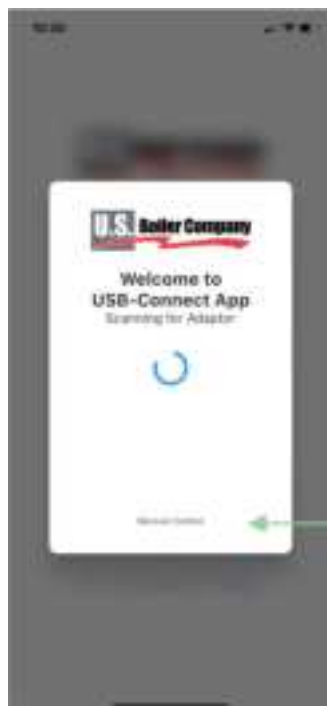 U.S. Boiler Company
Welcome to
USB-Connect App
Scanning for Adapter